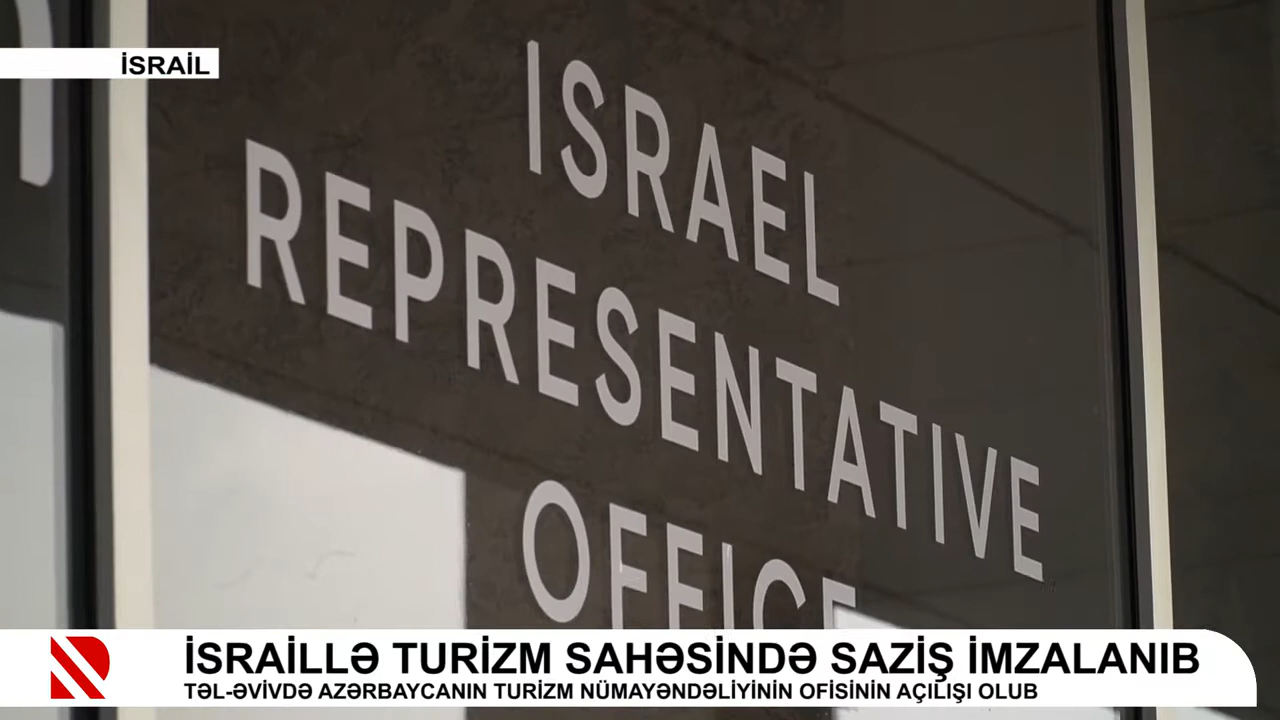 İSRAİL
ISRAEL
REPRESENTATIVE
OFFICE
İSRAİLLƏ TURİZM SAHƏSİNDƏ SAZİŞ İMZALANIB
TƏL-ƏVİVDƏ AZƏRBAYCANIN TURİZM NÜMAYƏNDƏLİYİNİN OFİSİNİN AÇILIŞI OLUB